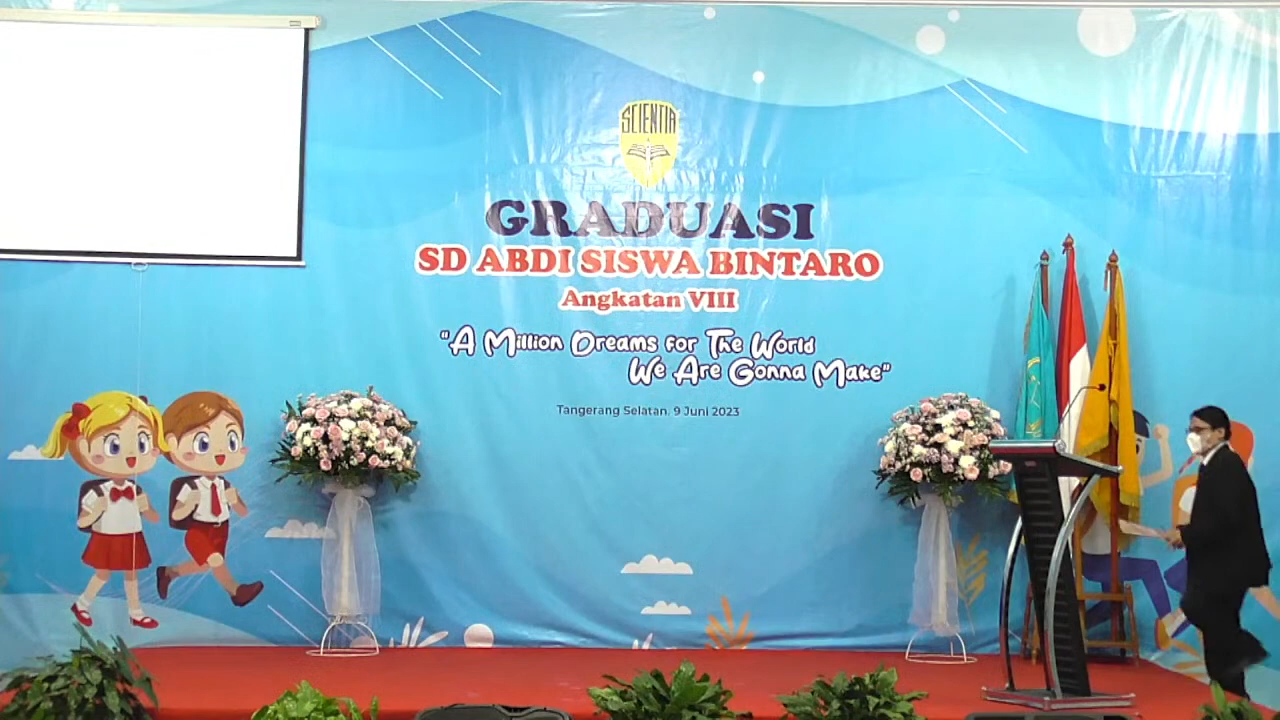 SCIENTIA
GRADUASI
SD ABDI SISWA BINTARO
Angkatan VIII
"A Million Dreams for The World
We Are Gonna Make"
Tangerang Selatan, 9 Juni 2023